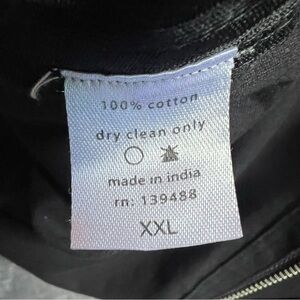 100% cotton
dry clean only
made in india
rn: 139488
XXL